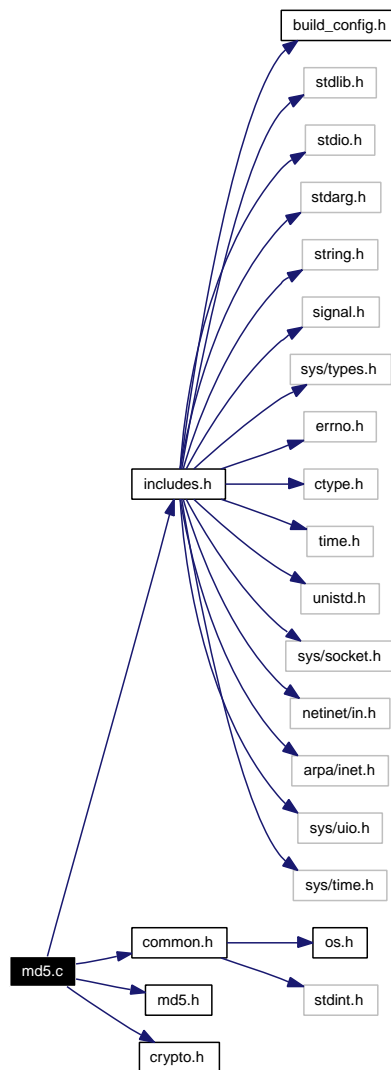 build_config.h
stdlib.h
stdio.h
stdarg.h
string.h
signal.h
sys/types.h
errno.h
includes.h
ctype.h
time.h
unistd.h
sys/socket.h
netinet/in.h
arpa/inet.h
sys/uio.h
sys/time.h
common.h
os.h
md5.c
md5.h
stdint.h
crypto.h